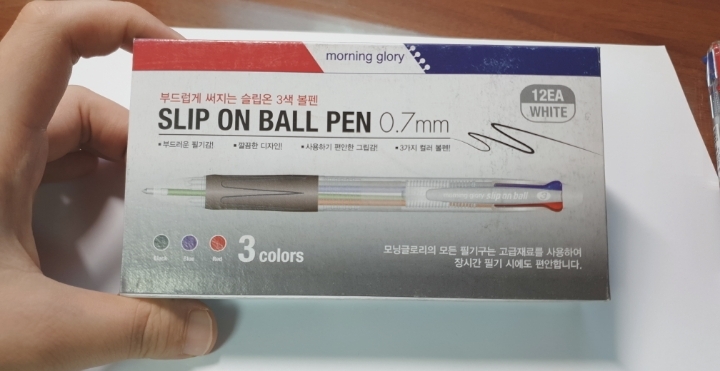 morning glory
부드럽게 써지는 슬립온 3색 볼펜
SLIP ON BALL PEN 0.7mm
12EA
WHITE
• 부드러운 필기감! • 깔끔한 디자인! • 사용하기 편안한 그립감! • 3가지 컬러 볼펜!
slip on ball
Black Blue Red
3 colors
모닝글로리의 모든 필기구는 고급재료를 사용하여
장시간 필기 시에도 편안합니다.